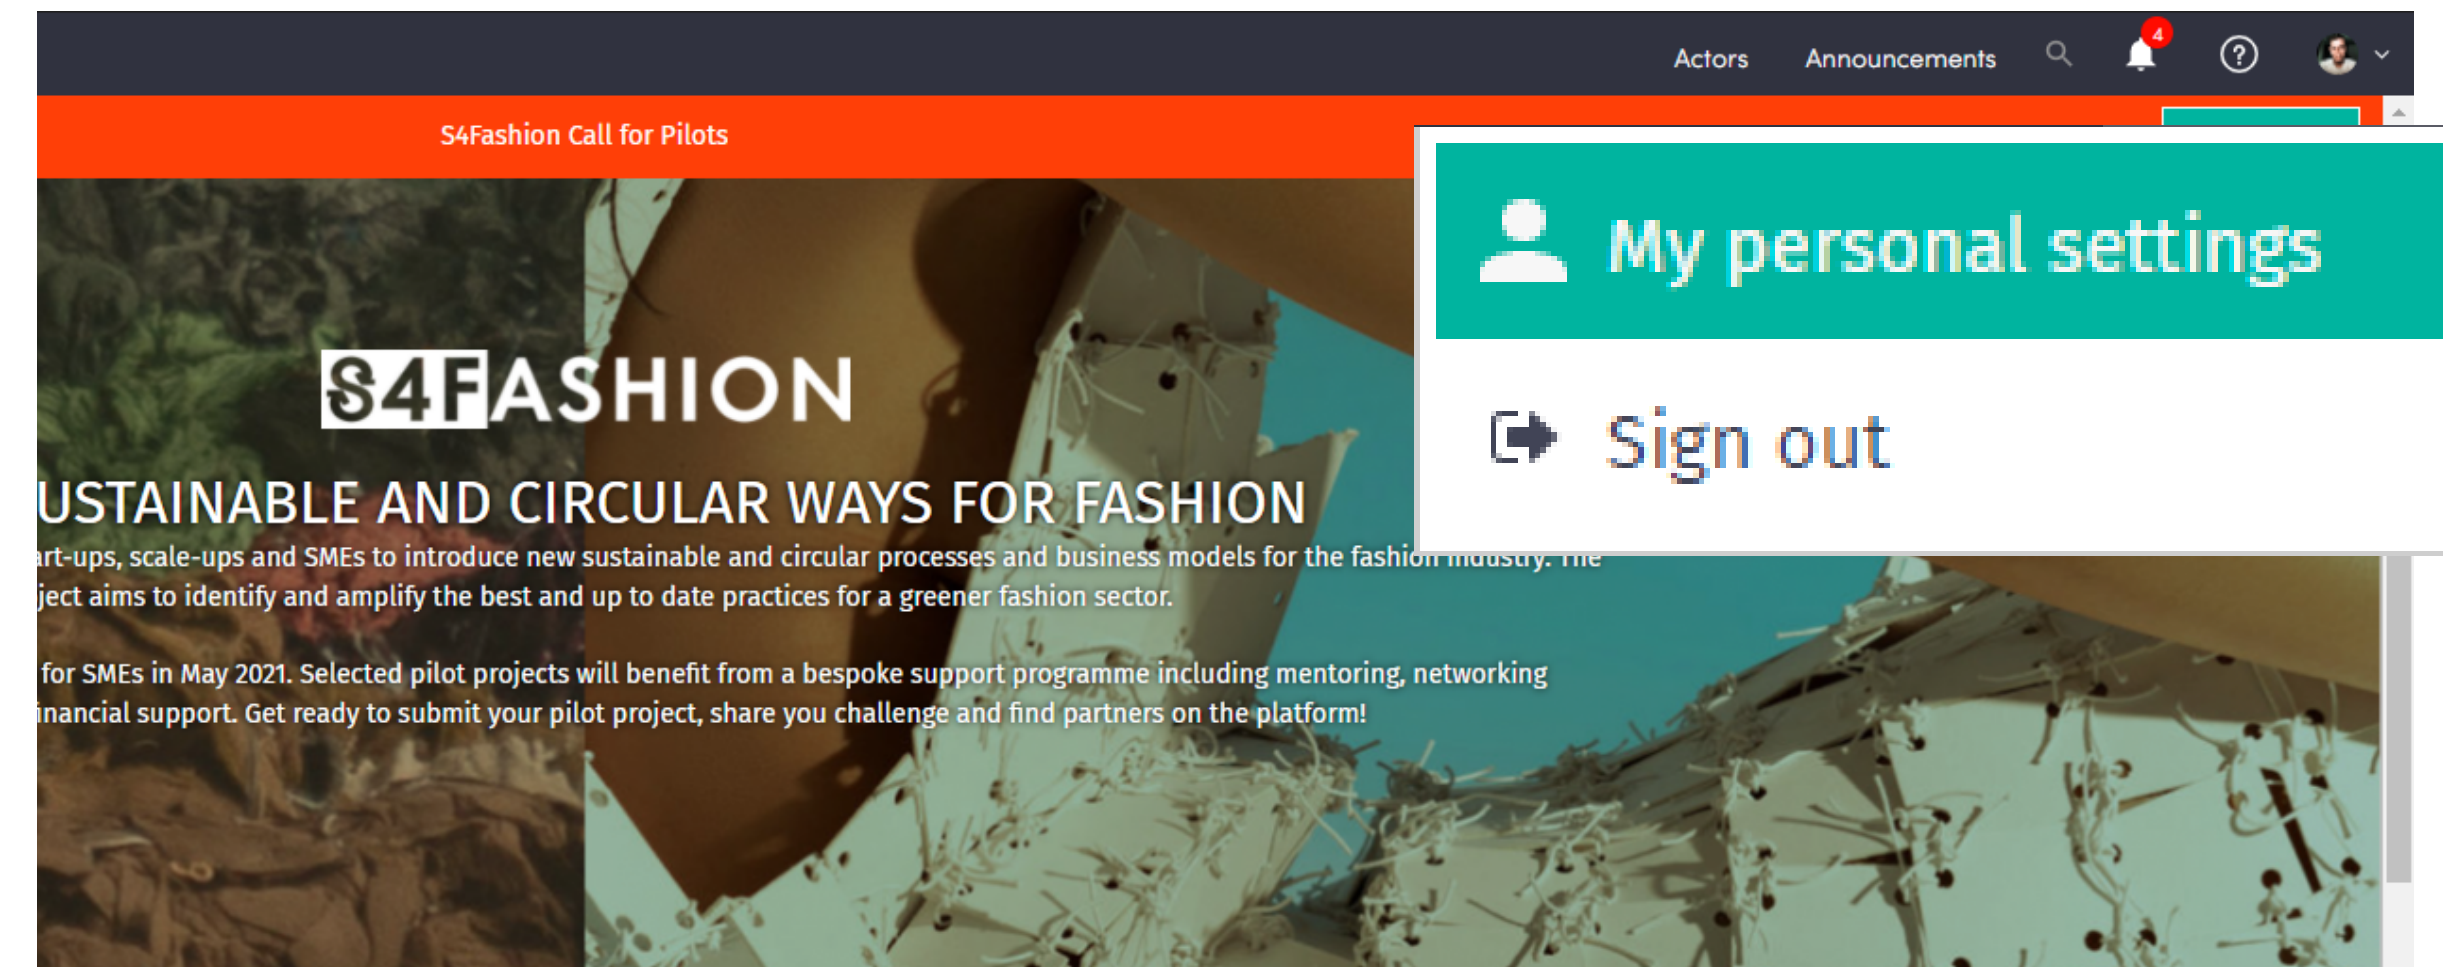 Actors Announcements 4
S4Fashion Call for Pilots
My personal settings
Sign out
S4FASHION
USTAINABLE AND CIRCULAR WAYS FOR FASHION
art-ups, scale-ups and SMEs to introduce new sustainable and circular processes and business models for the fashion industry. The
ject aims to identify and amplify the best and up to date practices for a greener fashion sector.
for SMEs in May 2021. Selected pilot projects will benefit from a bespoke support programme including mentoring, networking
inancial support. Get ready to submit your pilot project, share you challenge and find partners on the platform!